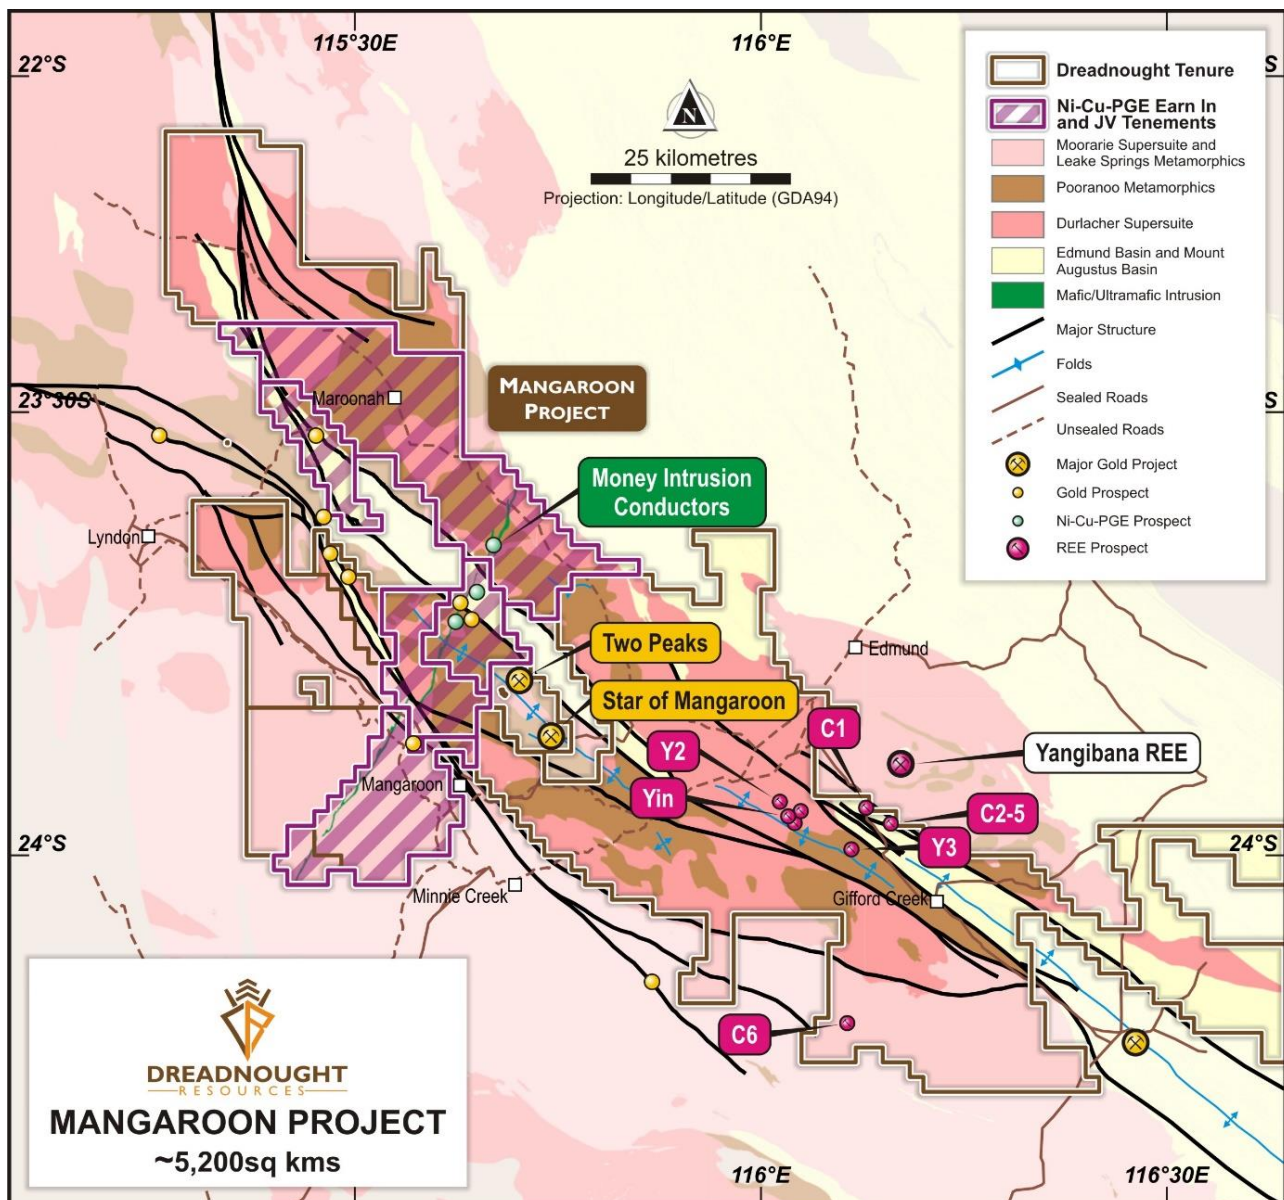 115°30E
116°E
22°S
S
N
25 kilometres
Projection: Longitude/Latitude (GDA94)
Dreadnought Tenure
Ni-Cu-PGE Earn In
and JV Tenements
Moorarie Supersuite and
Leake Springs Metamorphics
Pooranoo Metamorphics
Durlacher Supersuite
Edmund Basin and Mount
Augustus Basin
Mafic/Ultramafic Intrusion
Major Structure
Folds
Sealed Roads
Unsealed Roads
Major Gold Project
Gold Prospect
Ni-Cu-PGE Prospect
REE Prospect
Maroonah
MANGAROON
PROJECT
23°30S
S
Money Intrusion
Conductors
Lyndon
Two Peaks
Edmund
Star of Mangaroon
C1
Y2
Yangibana REE
Mangaroon
Yin
C2-5
Y3
24°S
24°S
Minnie Creek
Gifford Creek
C6
DREADNOUGHT
RESOURCES
MANGAROON PROJECT
~5,200sq kms
116°E
116°30E